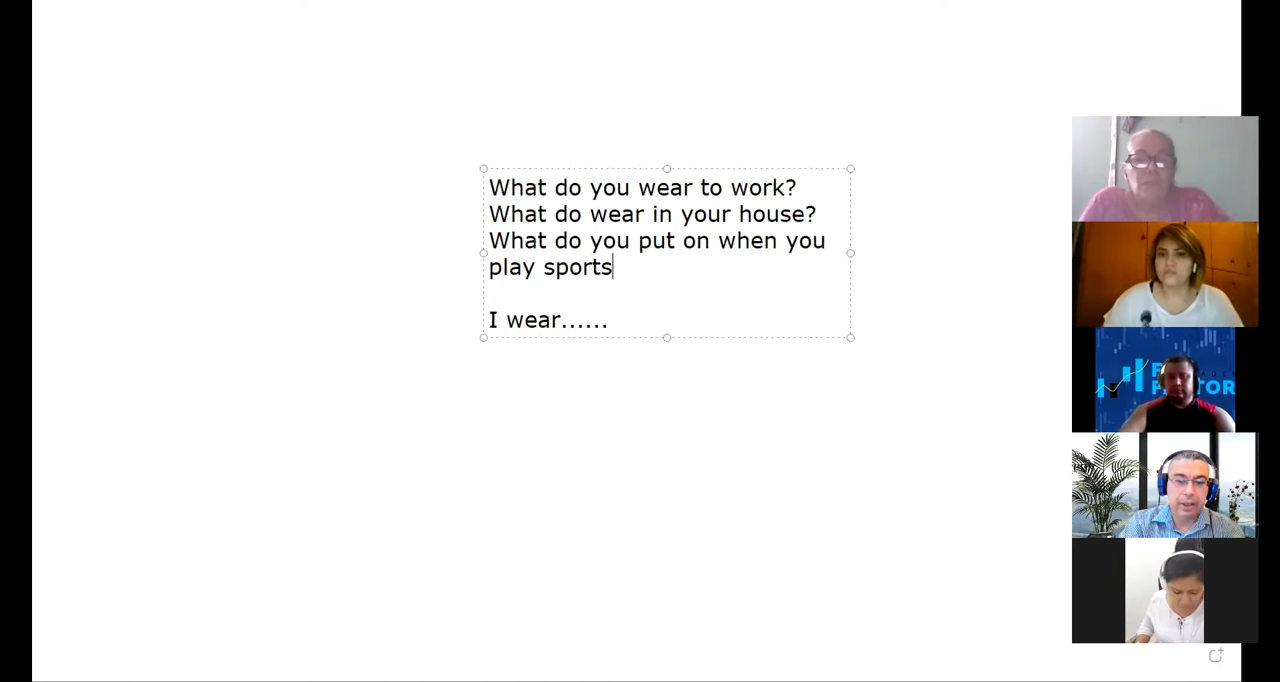 What do you wear to work?
What do wear in your house?
What do you put on when you
play sports
I wear......